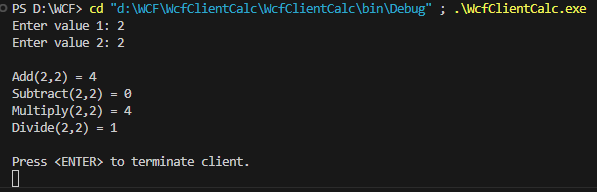 PS D:\WCF> cd "d:\WCF\WcfClientCalc\WcfClientCalc\bin\Debug" ; .\WcfClientCalc.exe
Enter value 1: 2
Enter value 2: 2
Add(2,2) = 4
Subtract(2,2) = 0
Multiply(2,2) = 4
Divide(2,2) = 1
Press <ENTER> to terminate client.